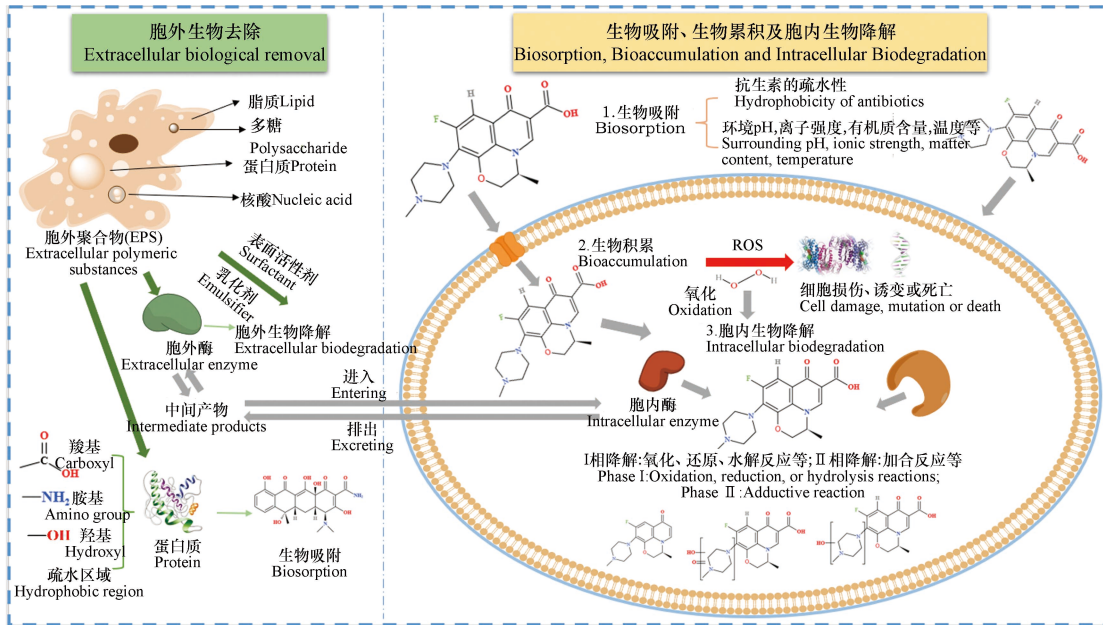 胞外生物去除
Extracellular biological removal
脂质Lipid
多糖
Polysaccharide
蛋白质Protein
核酸Nucleic acid
胞外聚合物(EPS)
Extracellular polymeric
substances
表面活性剂
Surfactant
乳化剂
Emulsifier
胞外生物降解
Extracellular biodegradation
胞外酶
Extracellular enzyme
中间产物
Intermediate products
进入
Entering
排出
Excreting
O
OH
羧基
Carboxyl
NH2 胺基
Amino group
OH 羟基
Hydroxyl
疏水区域
Hydrophobic region
蛋白质
Protein
生物吸附
Biosorption
生物吸附、生物累积及胞内生物降解
Biosorption, Bioaccumulation and Intracellular Biodegradation
1.生物吸附
Biosorption
抗生素的疏水性
Hydrophobicity of antibiotics
环境pH,离子强度,有机质含量,温度等
Surrounding pH, ionic strength, matter
content, temperature
2.生物积累
Bioaccumulation
ROS
氧化
Oxidation
细胞损伤、诱变或死亡
Cell damage, mutation or death
3.胞内生物降解
Intracellular biodegradation
胞内酶
Intracellular enzyme
Ⅰ相降解:氧化、还原、水解反应等;Ⅱ相降解:加合反应等
Phase Ⅰ:Oxidation, reduction, or hydrolysis reactions;
Phase Ⅱ:Adductive reaction